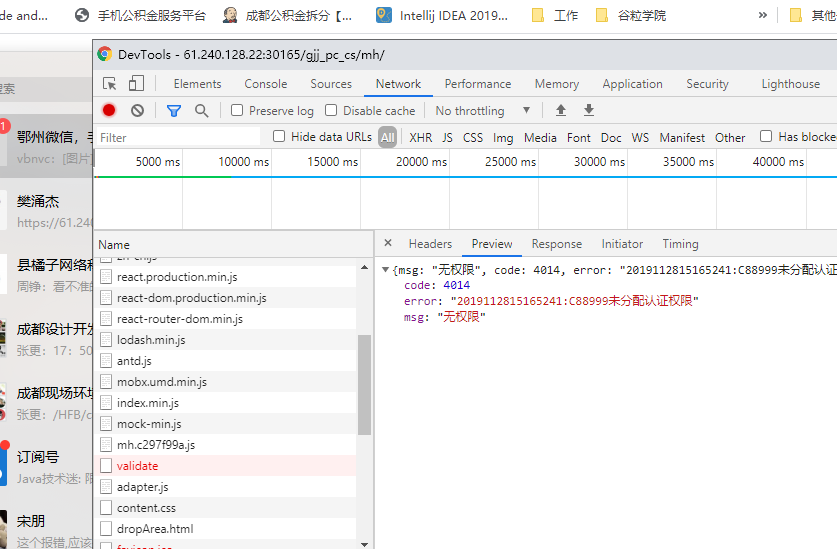 de and...
手机公积金服务平台
成都公积金拆分【...
Intellij IDEA 2019...
工作
谷粒学院
»
其他
DevTools - 61.240.128.22:30165/gjj_pc_cs/mh/
Elements Console Sources Network Performance Memory Application Security Lighthouse
Preserve log Disable cache No throttling
Filter Hide data URLs All XHR JS CSS Img Media Font Doc WS Manifest Other Has blocked
5000 ms 10000 ms 15000 ms 20000 ms 25000 ms 30000 ms 35000 ms 40000 ms
搜索
1
鄂州微信，手
vbnvc: [图片]
樊涌杰
https://61.240
县橘子网络科
周铮：看不准的
成都设计开发
张更：17：50
成都现场环境
张更：/HFB/c
订阅号
Java技术迷: 限
宋朋
这个报错,应该
Name
zh-cn.js
react.production.min.js
react-dom.production.min.js
react-router-dom.min.js
lodash.min.js
antd.js
mobx.umd.min.js
index.min.js
mock-min.js
mh.c297f99a.js
validate
adapter.js
content.css
dropArea.html
favicon.ico
× Headers Preview Response Initiator Timing
{msg: "无权限", code: 4014, error: "2019112815165241:C88999未分配认证
code: 4014
error: "2019112815165241:C88999未分配认证权限"
msg: "无权限"